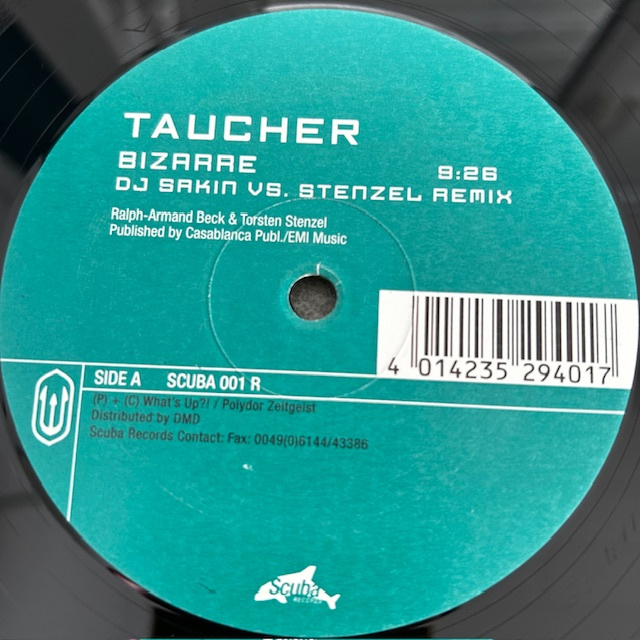 TAUCHER
BIZARRE 9:26
DJ SAKIN VS. STENZEL REMIX
Ralph-Armand Beck & Torsten Stenzel
Published by Casablanca Publ./EMI Music
4 014235 294017
SIDE A SCUBA 001 R
(P) + (C) What's Up?! / Polydor Zeitgeist
Distributed by DMD
Scuba Records Contact: Fax: 0049(0)6144/43386
Scuba
RECORDS